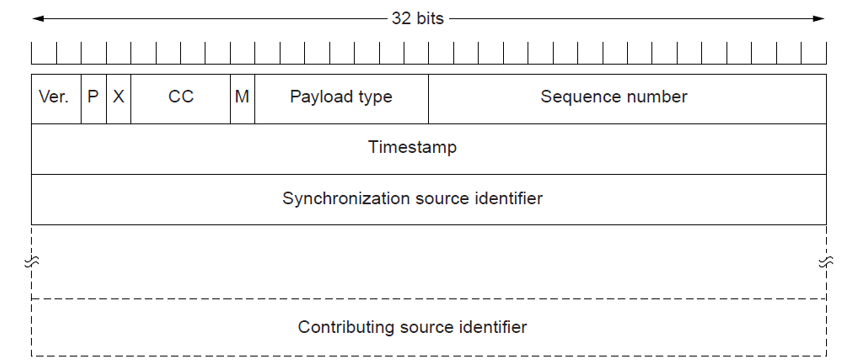 32 bits
Ver. P X CC M Payload type Sequence number
Timestamp
Synchronization source identifier
Contributing source identifier